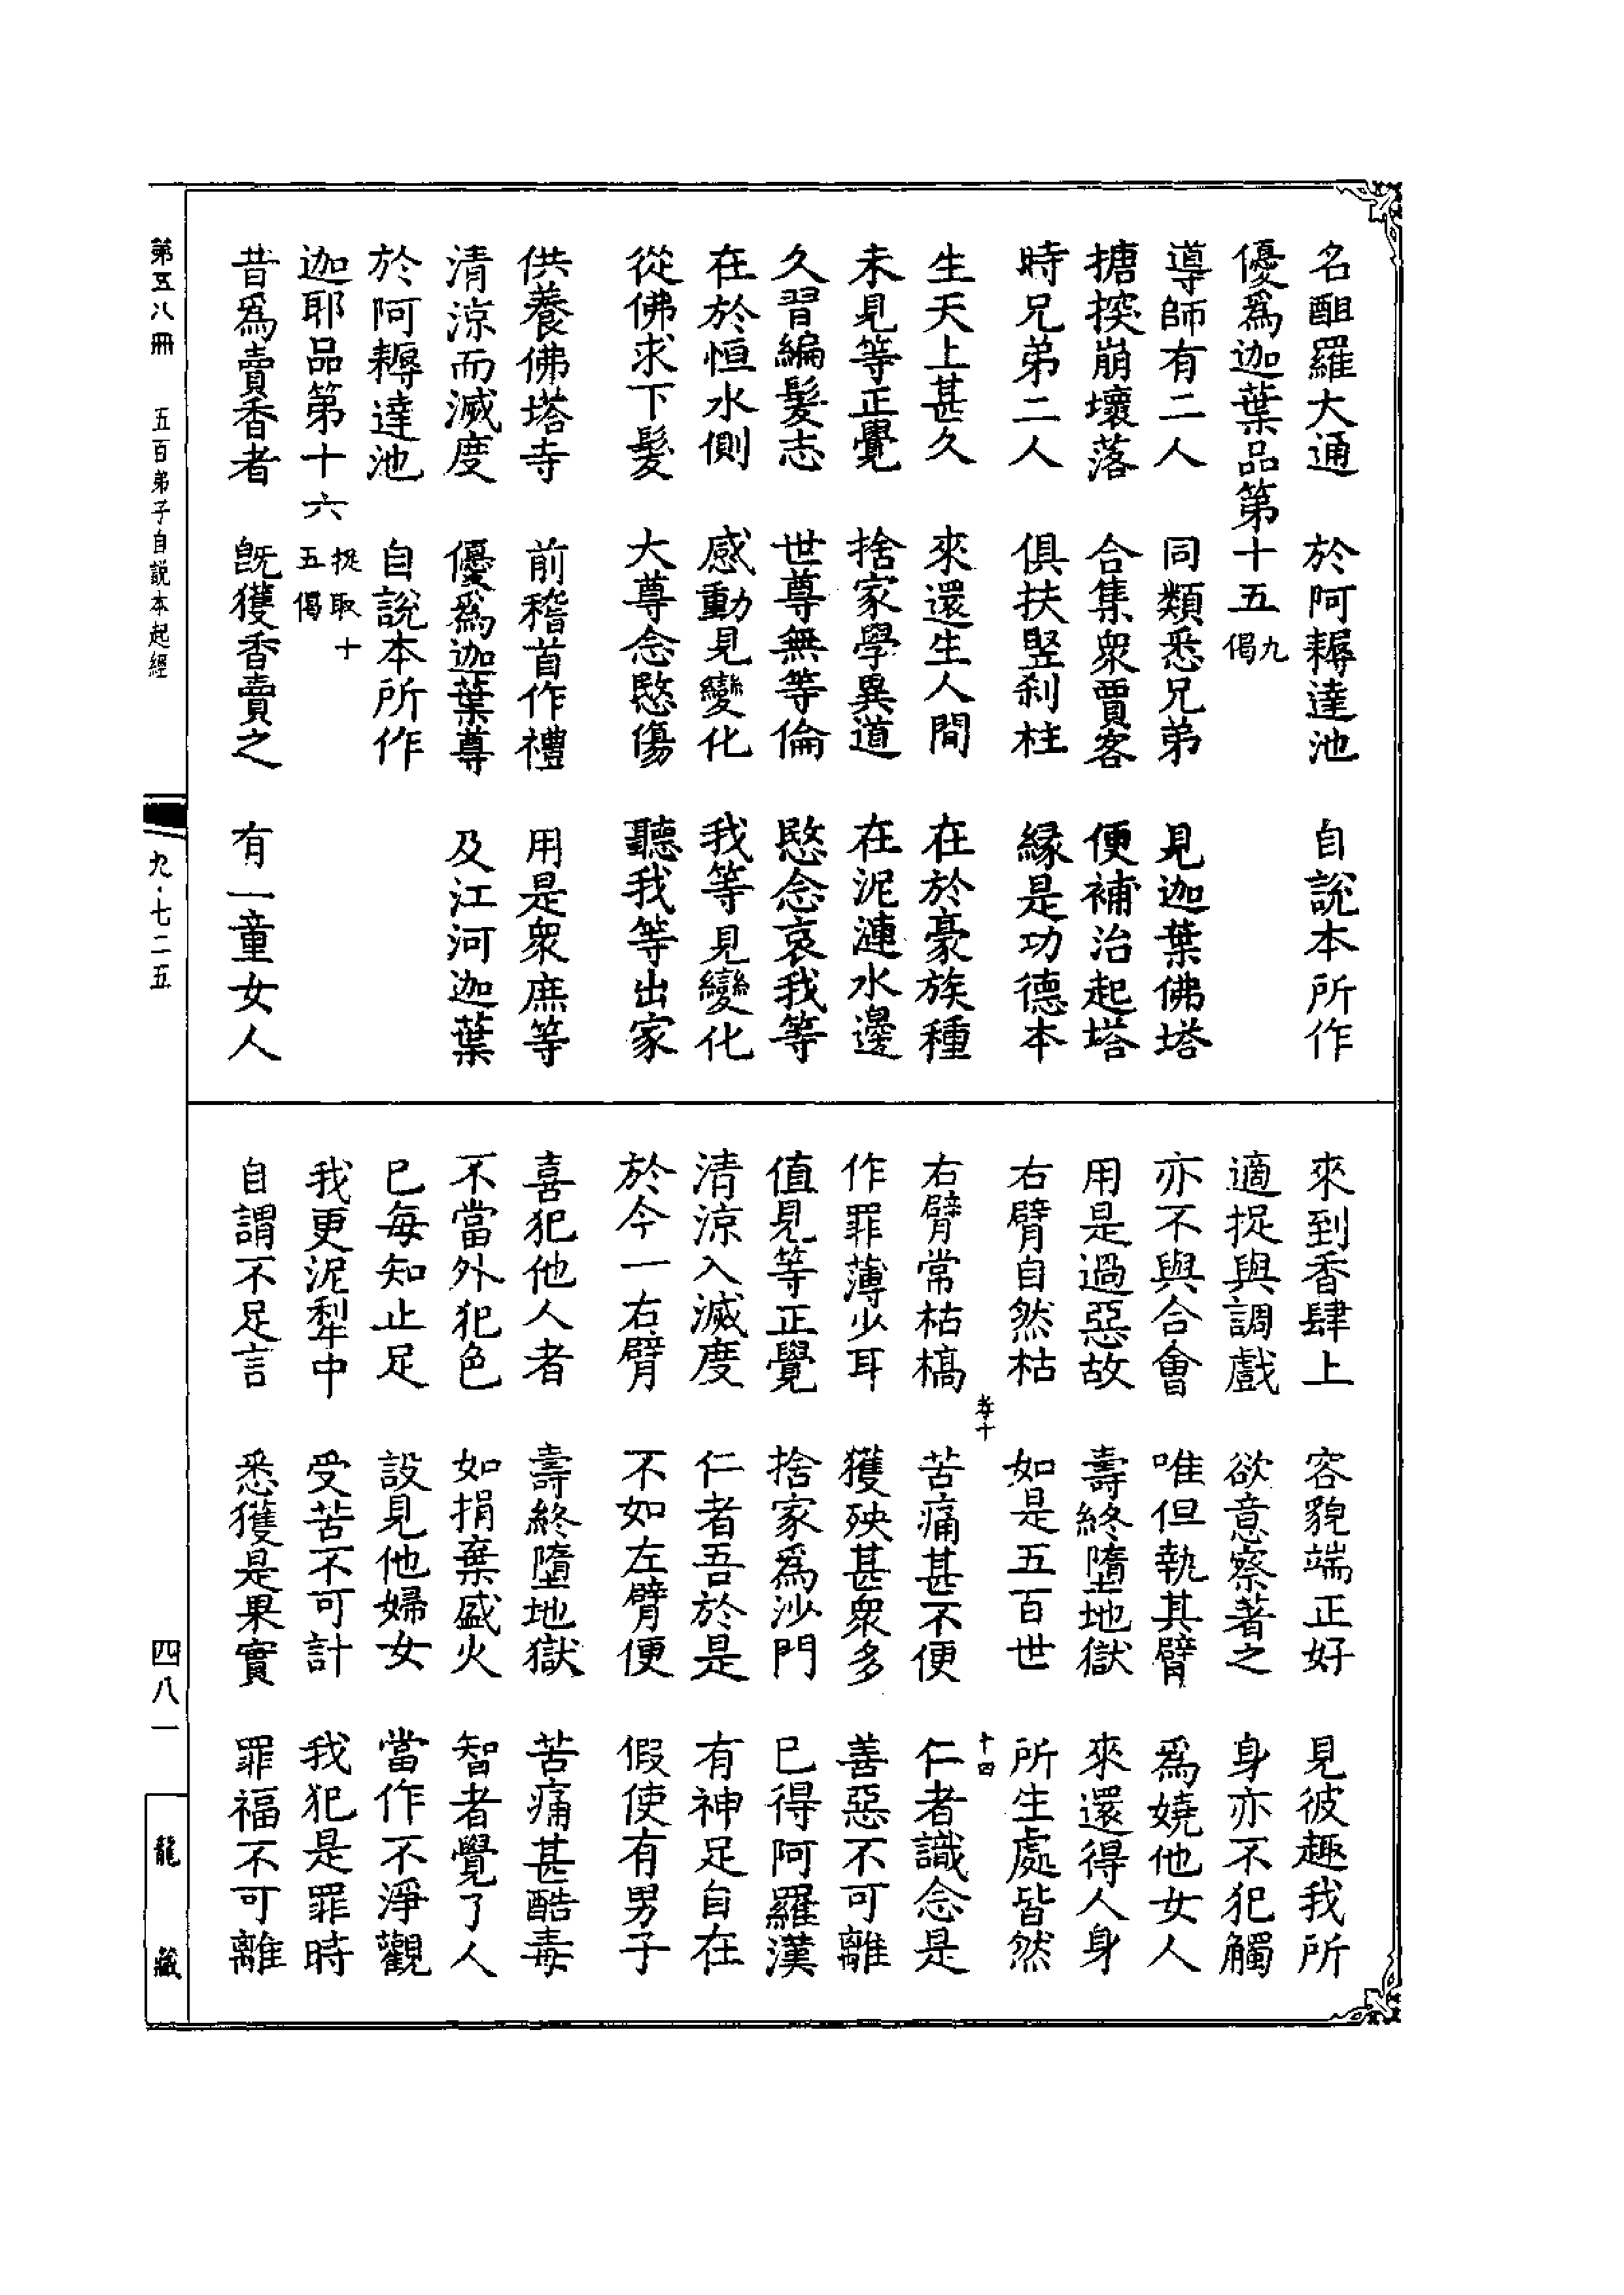 名䣯羅大通　於阿耨達池　自說本所作
優爲迦葉品第十五九偈
導師有二人　同類悉兄弟　見迦葉佛塔
搪揬崩壞落　合集衆賈客　便補治起塔
時兄弟二人　俱扶竪刹柱　緣是功德本
生天上甚久　來還生人間　在於豪族種
未見等正覺　捨家學異道　在泥漣水邊
久習編髮志　世尊無等倫　愍念哀我等
在於恒水側　感動見變化　我等見變化
從佛求下髮　大尊念愍傷　聽我等出家
供養佛塔寺　前稽首作禮　用是衆庶等
清涼而滅度　優爲迦葉尊　及江河迦葉
於阿耨達池　自說本所作
迦耶品第十六捉取十五偈
昔爲賣香者　旣獲香賣之　有一童女人
來到香肆上　容貌端正好　見彼趣我所
適捉與調戲　欲意察著之　身亦不犯觸
亦不與合會　唯但執其臂　爲嬈他女人
用是過惡故　壽終墮地獄　來還得人身
右臂自然枯　如是五百世　所生處皆然
卷十　十四
右臂常枯槁　苦痛甚不便　仁者識念是
作罪薄少耳　獲殃甚衆多　善惡不可離
值見等正覺　捨家爲沙門　已得阿羅漢
清涼入滅度　仁者吾於是　有神足自在
於今一右臂　不如左臂便　假使有男子
喜犯他人者　壽終墮地獄　苦痛甚酷毒
不當外犯色　如捐棄盛火　智者覺了人
已每知止足　設見他婦女　當作不淨觀
我更泥犂中　受苦不可計　我犯是罪時
自謂不足言　悉獲是果實　罪福不可離
第五八冊　五百弟子自說本起經　九·七二五　四八一　龍藏